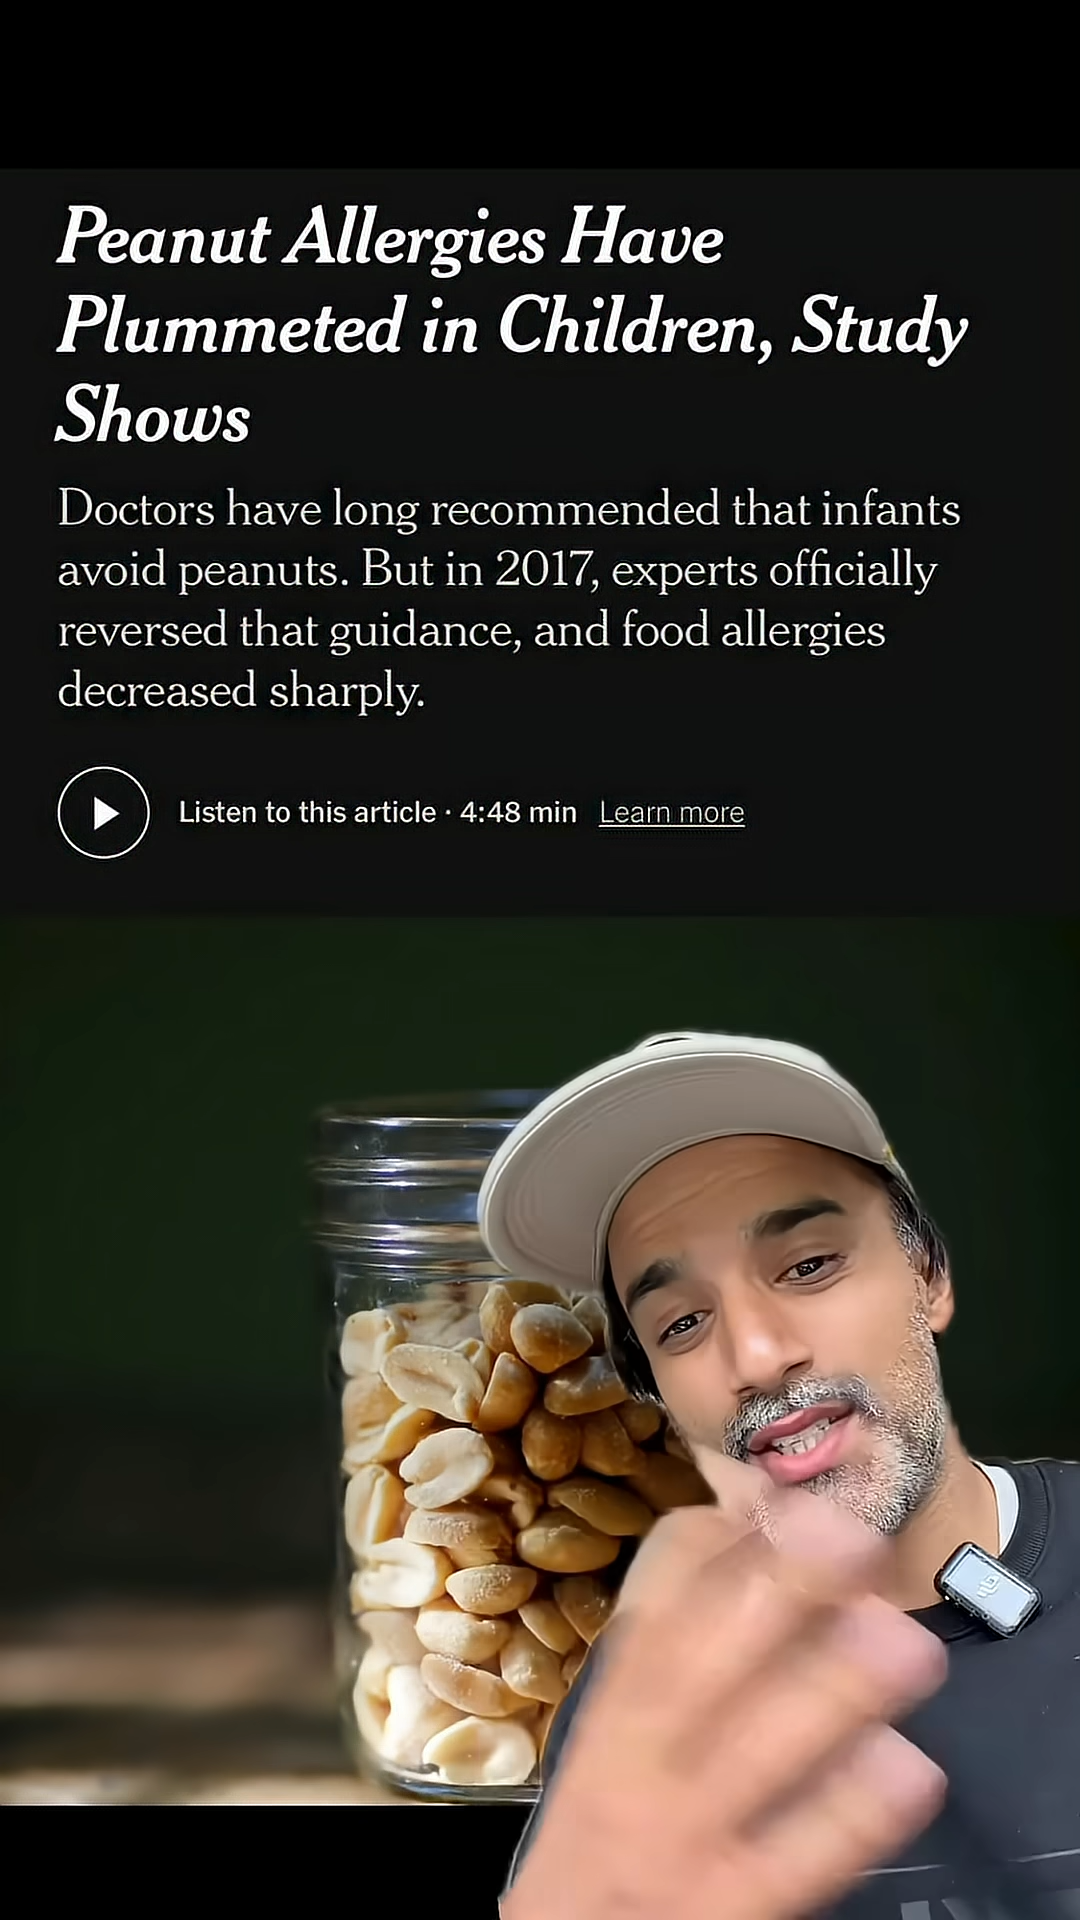 Peanut Allergies Have
Plummeted in Children, Study
Shows
Doctors have long recommended that infants
avoid peanuts. But in 2017, experts officially
reversed that guidance, and food allergies
decreased sharply.
Listen to this article · 4:48 min Learn more